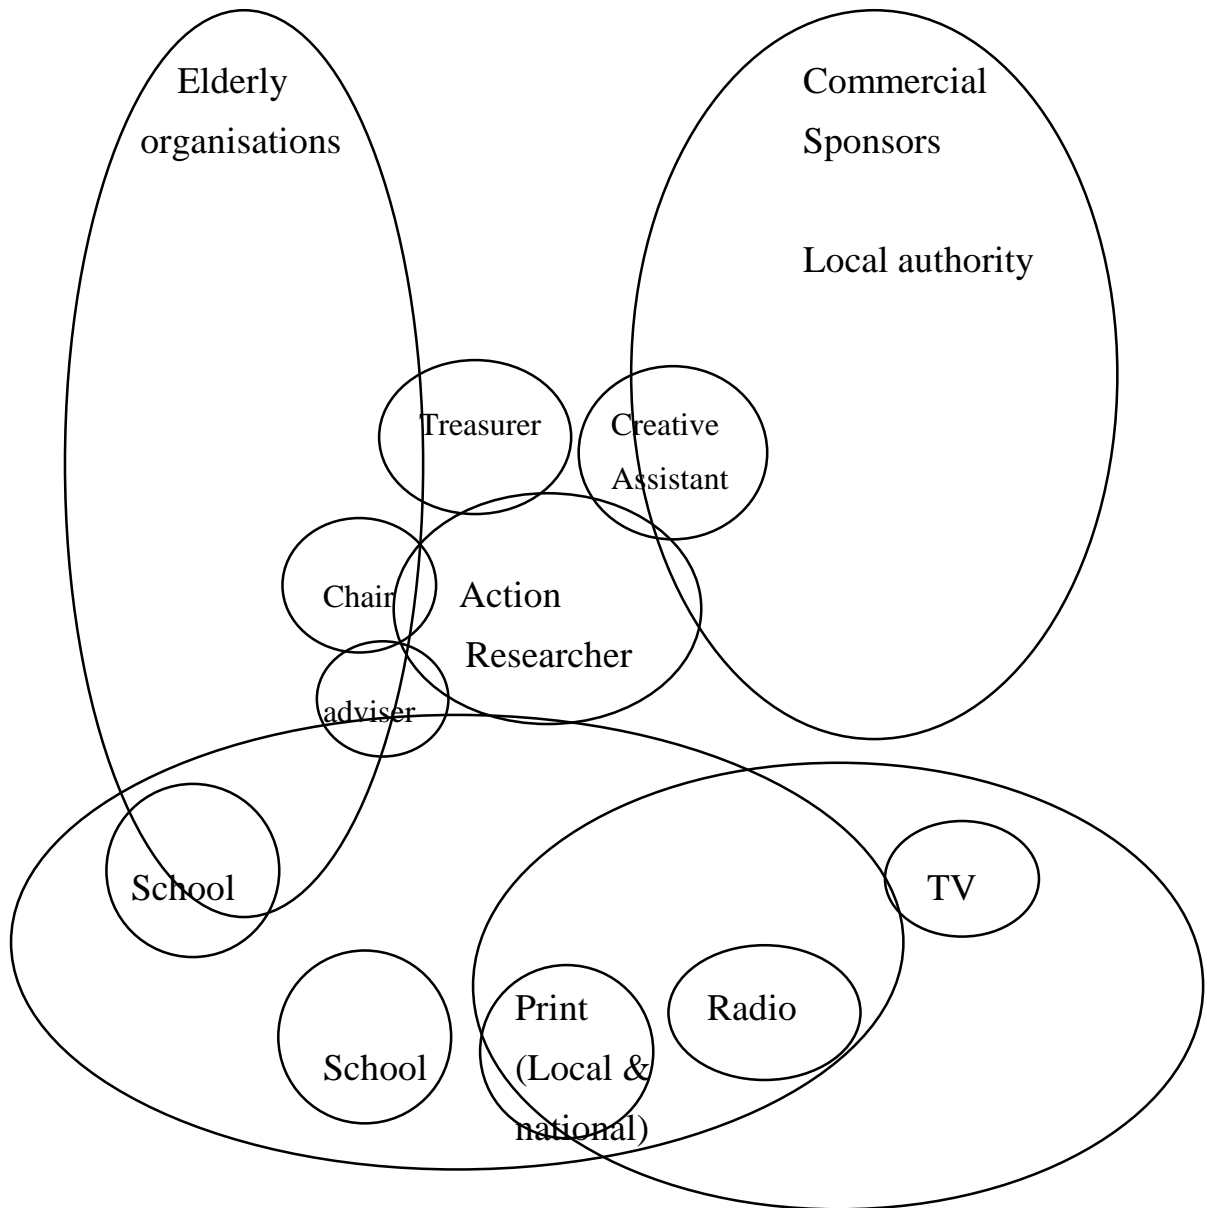 Elderly
organisations
Commercial
Sponsors
Local authority
Treasurer
Creative
Assistant
Chair
Action
Researcher
adviser
School
TV
School
Print
(Local &
national)
Radio